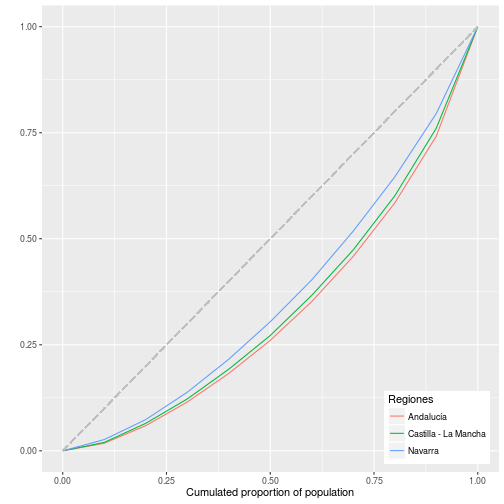 1.00
0.75
0.50
0.25
0.00
Regiones
Andalucía
Castilla - La Mancha
Navarra
0.00 0.25 0.50 0.75 1.00
Cumulated proportion of population